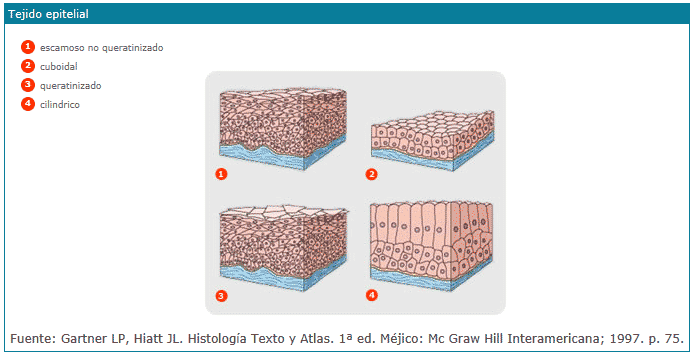 Tejido epitelial
1 escamoso no queratinizado
2 cuboidal
3 queratinizado
4 cilindrico
1
2
3
4
Fuente: Gartner LP, Hiatt JL. Histología Texto y Atlas. 1ª ed. Méjico: Mc Graw Hill Interamericana; 1997. p. 75.